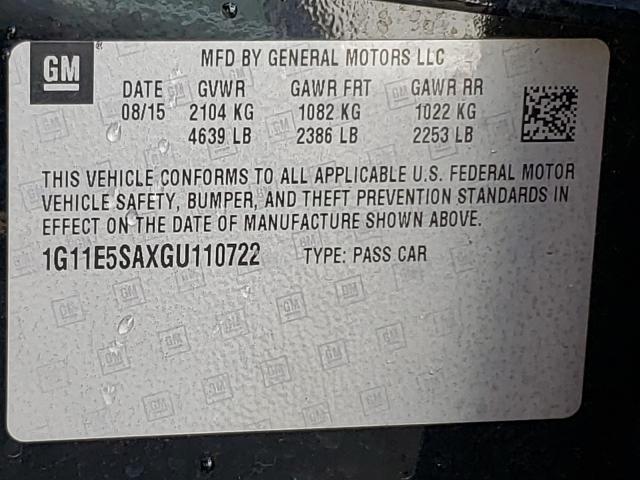 GM ®
MFD BY GENERAL MOTORS LLC
DATE GVWR GAWR FRT GAWR RR
08/15 2104 KG 1082 KG 1022 KG
4639 LB 2386 LB 2253 LB
THIS VEHICLE CONFORMS TO ALL APPLICABLE U.S. FEDERAL MOTOR
VEHICLE SAFETY, BUMPER, AND THEFT PREVENTION STANDARDS IN
EFFECT ON THE DATE OF MANUFACTURE SHOWN ABOVE.
1G11E5SAXGU110722 TYPE: PASS CAR